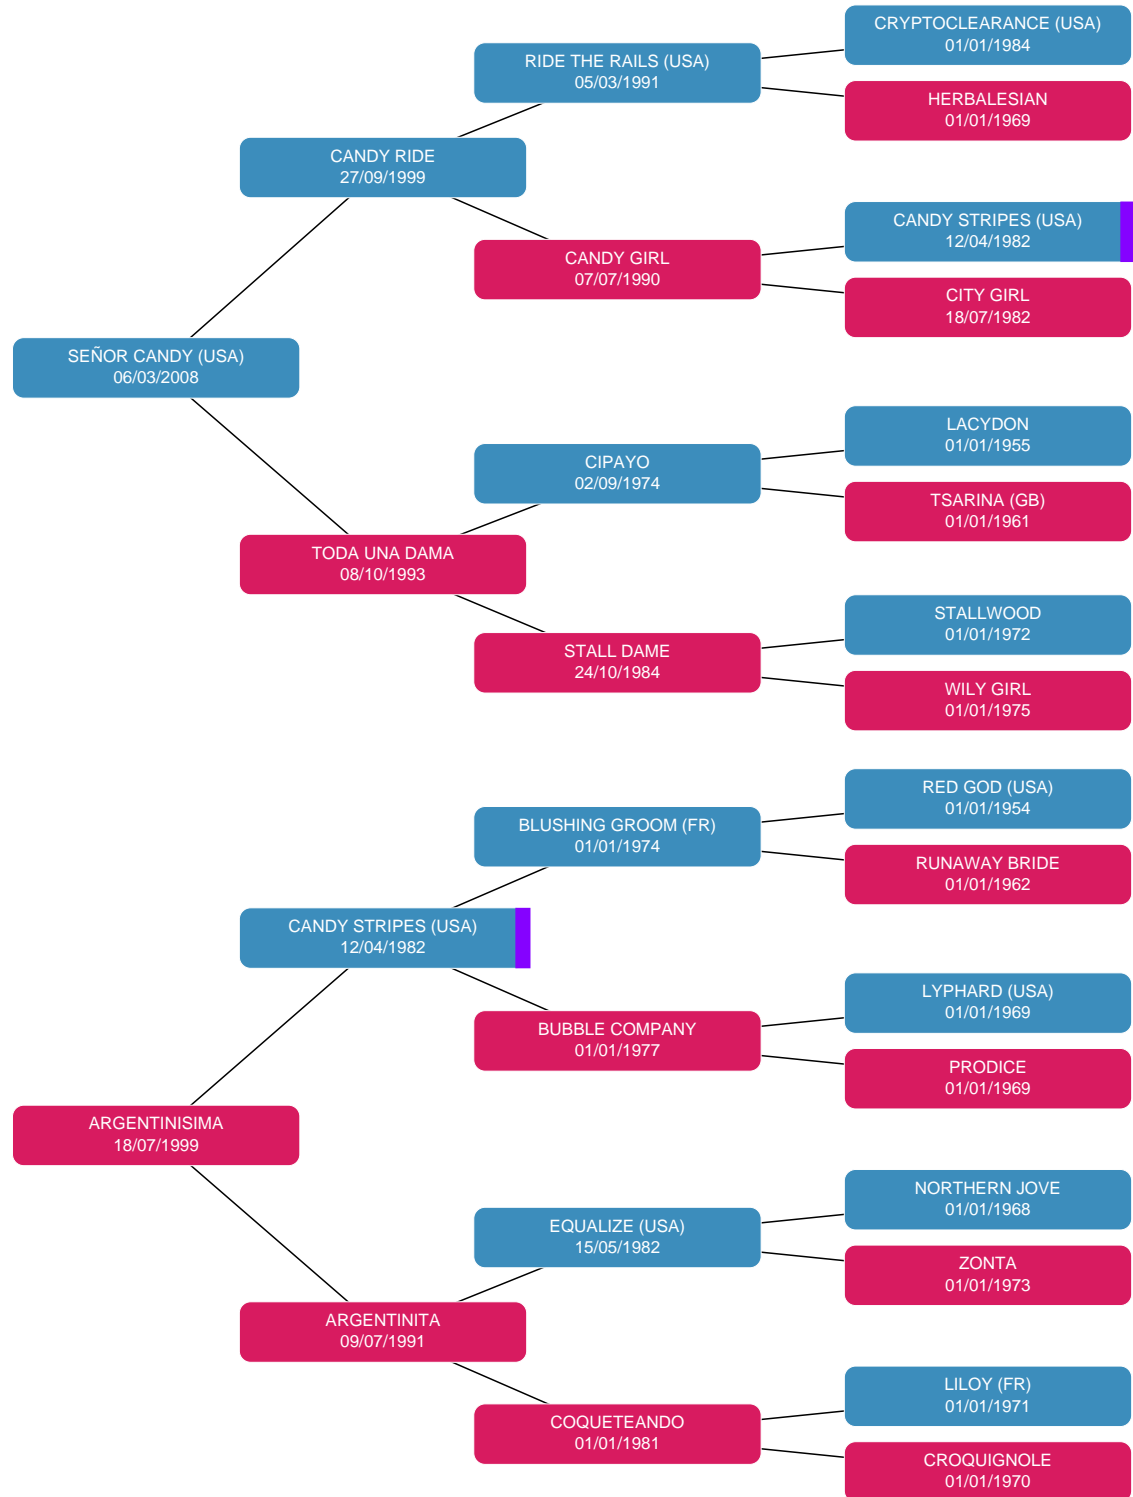 CRYPTOCLEARANCE (USA)
01/01/1984
RIDE THE RAILS (USA)
05/03/1991
HERBALESIAN
01/01/1969
CANDY RIDE
27/09/1999
CANDY STRIPES (USA)
12/04/1982
CANDY GIRL
07/07/1990
CITY GIRL
18/07/1982
SEÑOR CANDY (USA)
06/03/2008
LACYDON
01/01/1955
CIPAYO
02/09/1974
TSARINA (GB)
01/01/1961
TODA UNA DAMA
08/10/1993
STALLWOOD
01/01/1972
STALL DAME
24/10/1984
WILY GIRL
01/01/1975
RED GOD (USA)
01/01/1954
BLUSHING GROOM (FR)
01/01/1974
RUNAWAY BRIDE
01/01/1962
CANDY STRIPES (USA)
12/04/1982
LYPHARD (USA)
01/01/1969
BUBBLE COMPANY
01/01/1977
PRODICE
01/01/1969
ARGENTINISIMA
18/07/1999
NORTHERN JOVE
01/01/1968
EQUALIZE (USA)
15/05/1982
ZONTA
01/01/1973
ARGENTINITA
09/07/1991
LILOY (FR)
01/01/1971
COQUETEANDO
01/01/1981
CROQUIGNOLE
01/01/1970